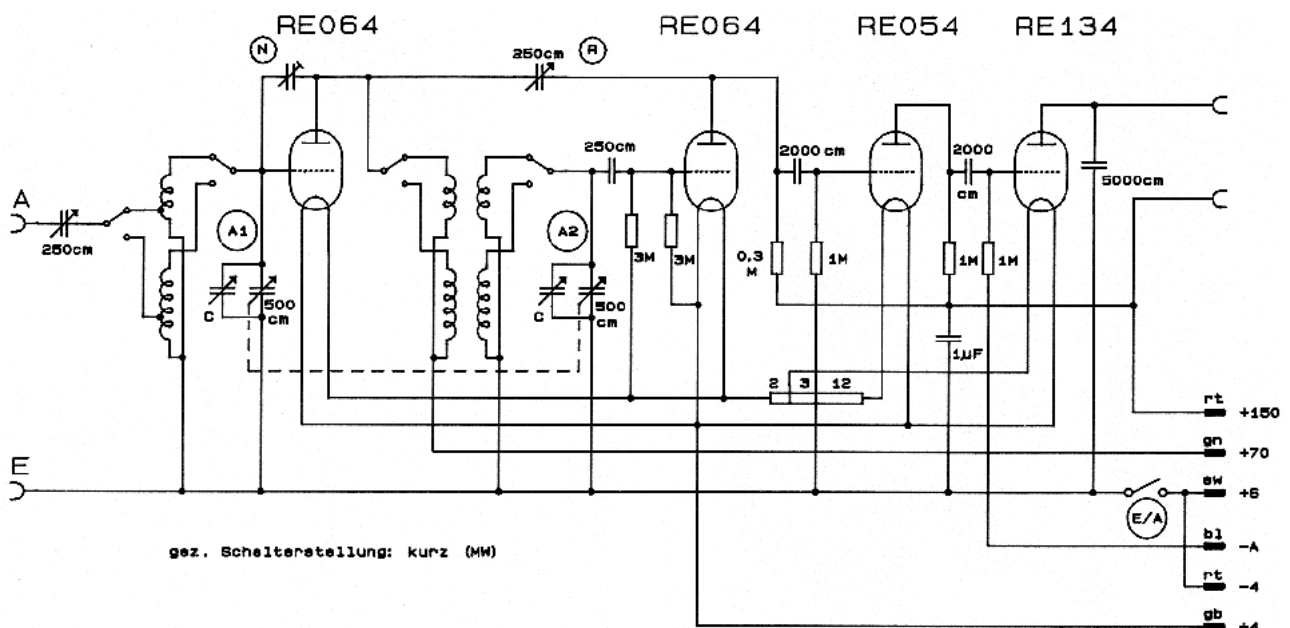 RE064 RE064 RE054 RE134
N 250cm R
250cm 2000 cm 2000 cm
5000cm
A
250cm
A1 A2
3M 3M 0,3 M 1M 1M 1M
C 500 cm C 500 cm
1µF
2 3 12
rt +150
gn +70
E
sw +6
E/A
gez. Schalterstellung: kurz (MW)
bl -A
rt -4
gb +4